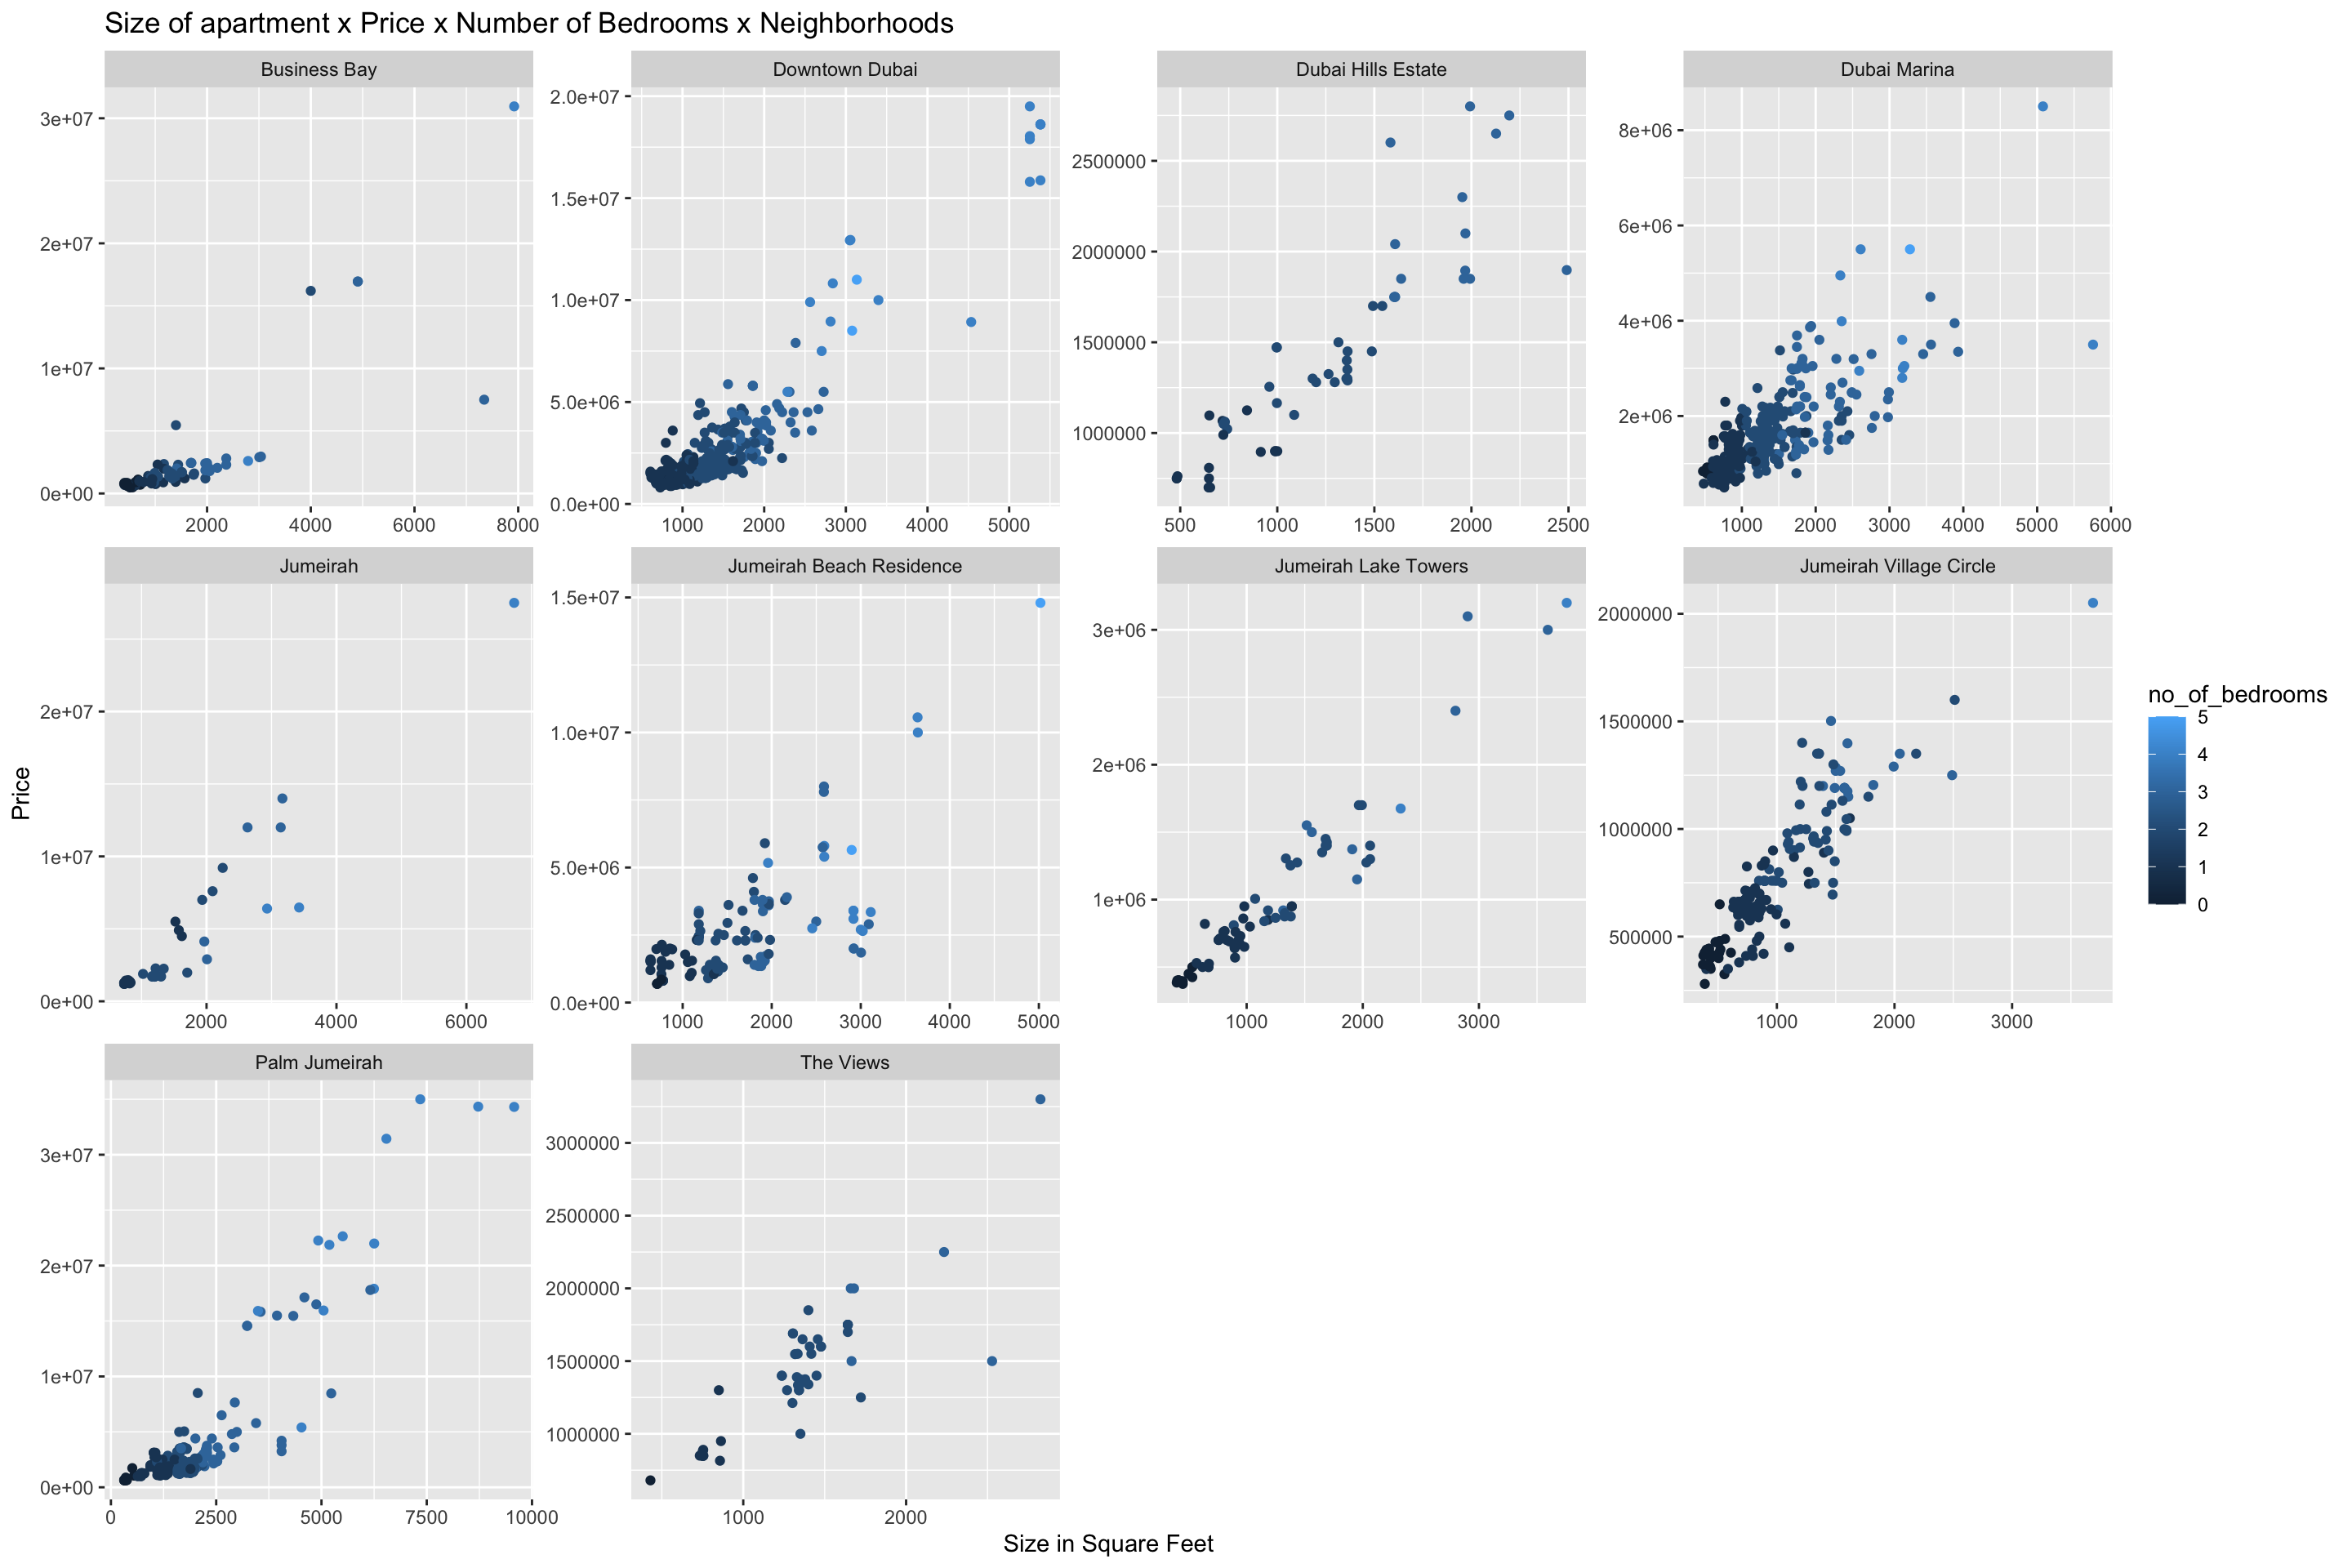 Size of apartment x Price x Number of Bedrooms x Neighborhoods
Business Bay
Downtown Dubai
Dubai Hills Estate
Dubai Marina
3e+07
2e+07
1e+07
0e+00
2000 4000 6000 8000
2.0e+07
1.5e+07
1.0e+07
5.0e+06
0.0e+00
1000 2000 3000 4000 5000
2500000
2000000
1500000
1000000
500 1000 1500 2000 2500
8e+06
6e+06
4e+06
2e+06
1000 2000 3000 4000 5000 6000
Jumeirah
Jumeirah Beach Residence
Jumeirah Lake Towers
Jumeirah Village Circle
2e+07
1e+07
0e+00
2000 4000 6000
1.5e+07
1.0e+07
5.0e+06
0.0e+00
1000 2000 3000 4000 5000
3e+06
2e+06
1e+06
1000 2000 3000
2000000
1500000
1000000
500000
1000 2000 3000
Palm Jumeirah
The Views
3e+07
2e+07
1e+07
0e+00
0 2500 5000 7500 10000
3000000
2500000
2000000
1500000
1000000
1000 2000
Price
Size in Square Feet
no_of_bedrooms
5
4
3
2
1
0